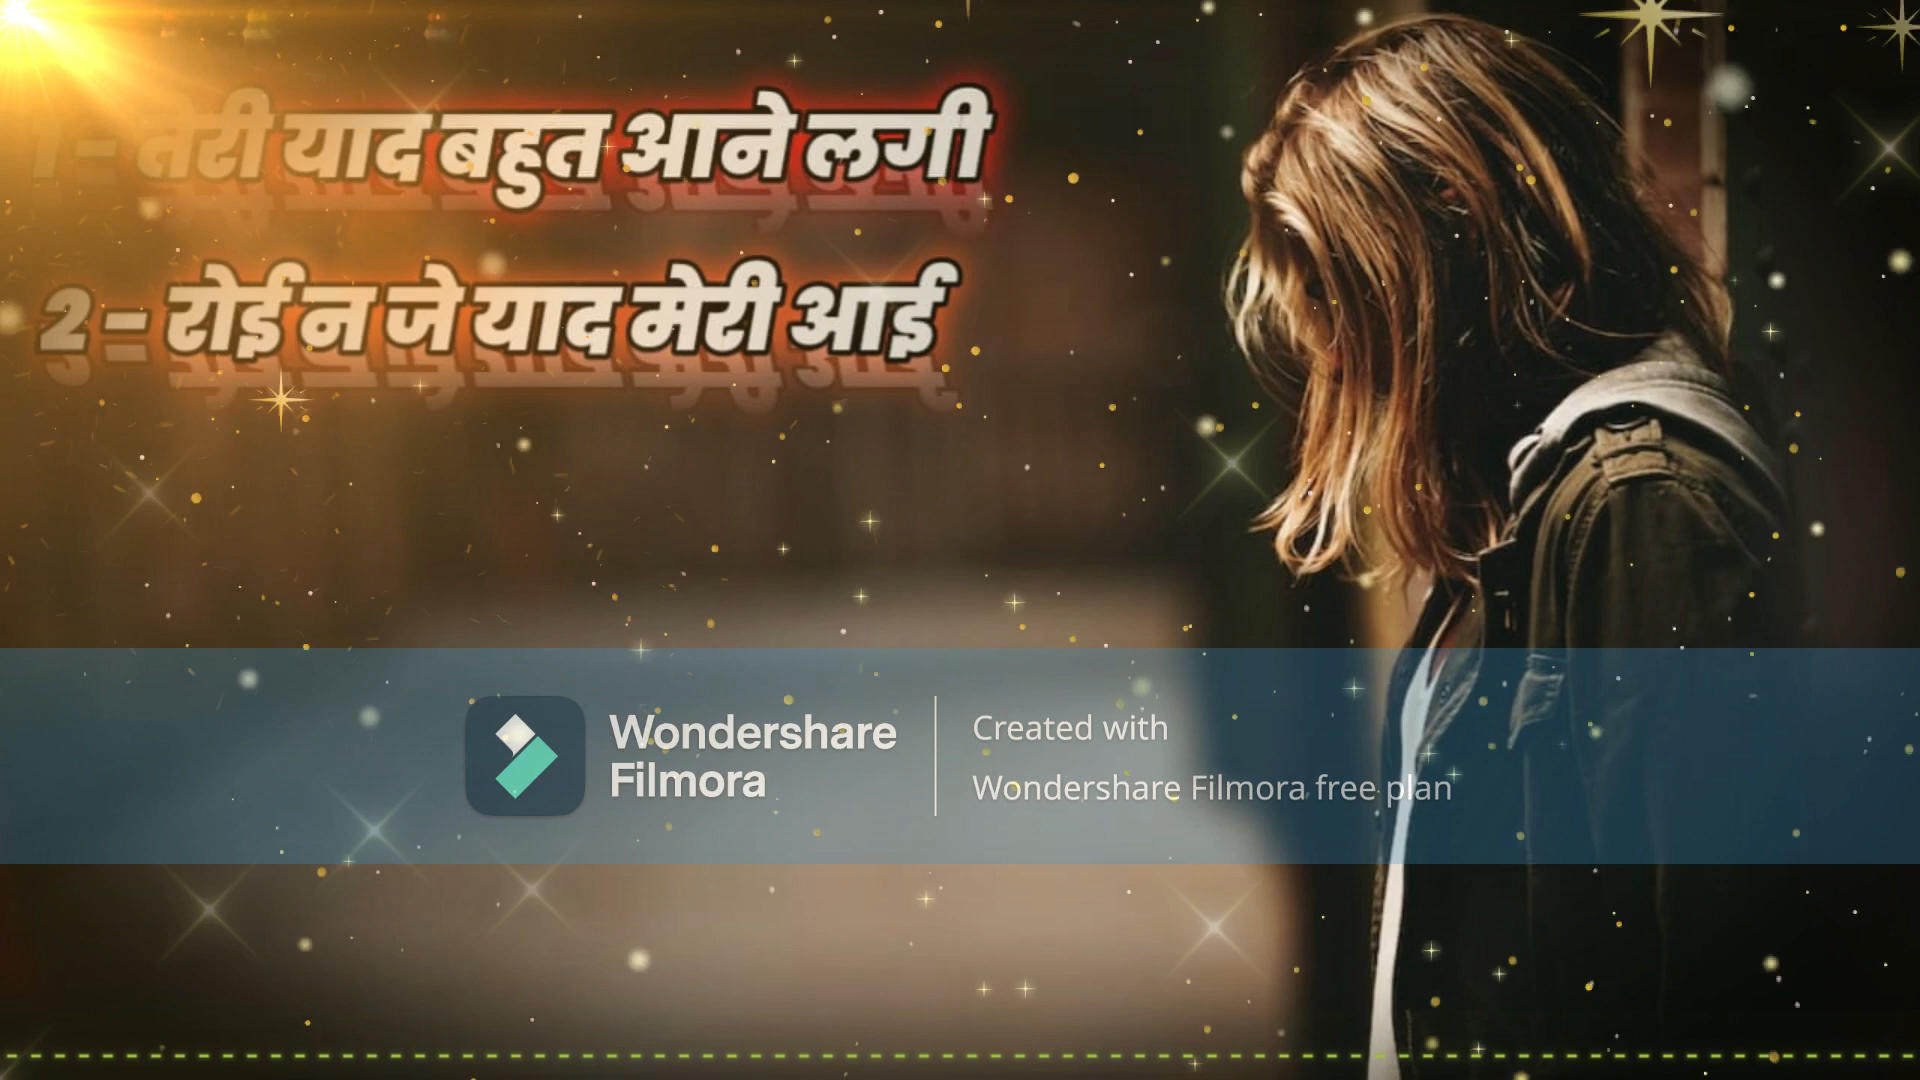 1- तेरी याद बहुत आने लगी
2- रोई न जे याद मेरी आई
Wondershare
Filmora
Created with
Wondershare Filmora free plan